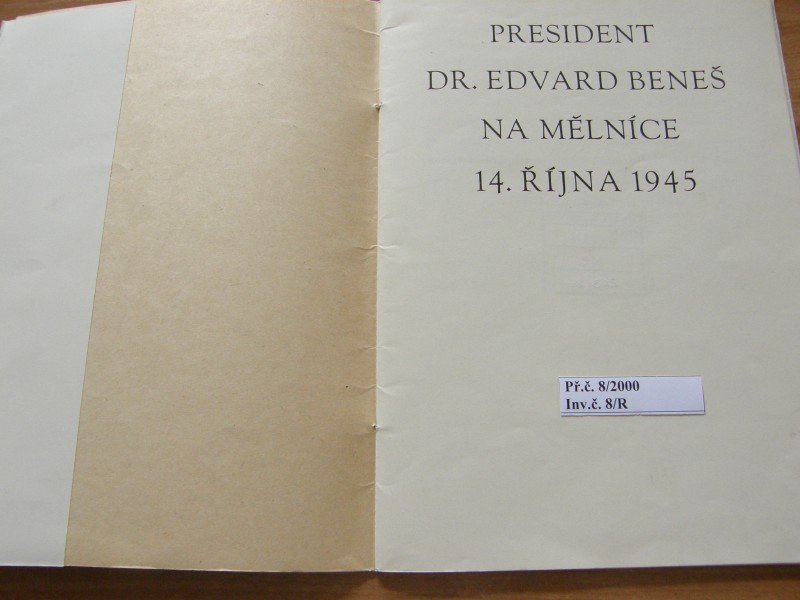 PRESIDENT
DR. EDVARD BENEŠ
NA MĚLNÍCE
14. ŘÍJNA 1945
Př.č. 8/2000
Inv.č. 8/R